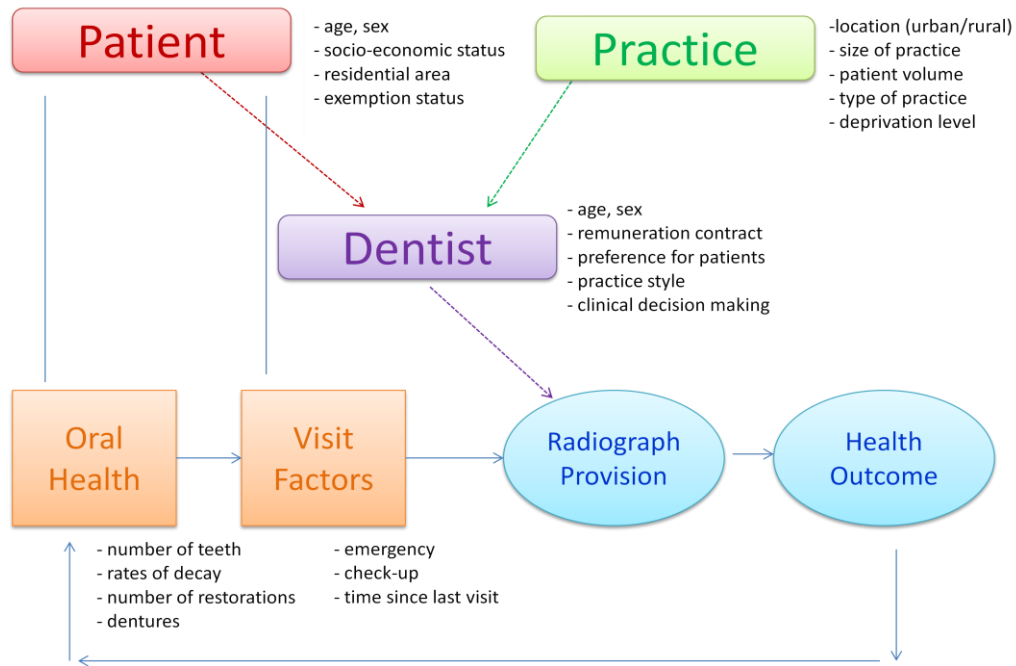 Patient
- age, sex
- socio-economic status
- residential area
- exemption status
Practice
-location (urban/rural)
- size of practice
- patient volume
- type of practice
- deprivation level
Dentist
- age, sex
- remuneration contract
- preference for patients
- practice style
- clinical decision making
Oral
Health
Visit
Factors
Radiograph
Provision
Health
Outcome
- number of teeth
- rates of decay
- number of restorations
- dentures
- emergency
- check-up
- time since last visit